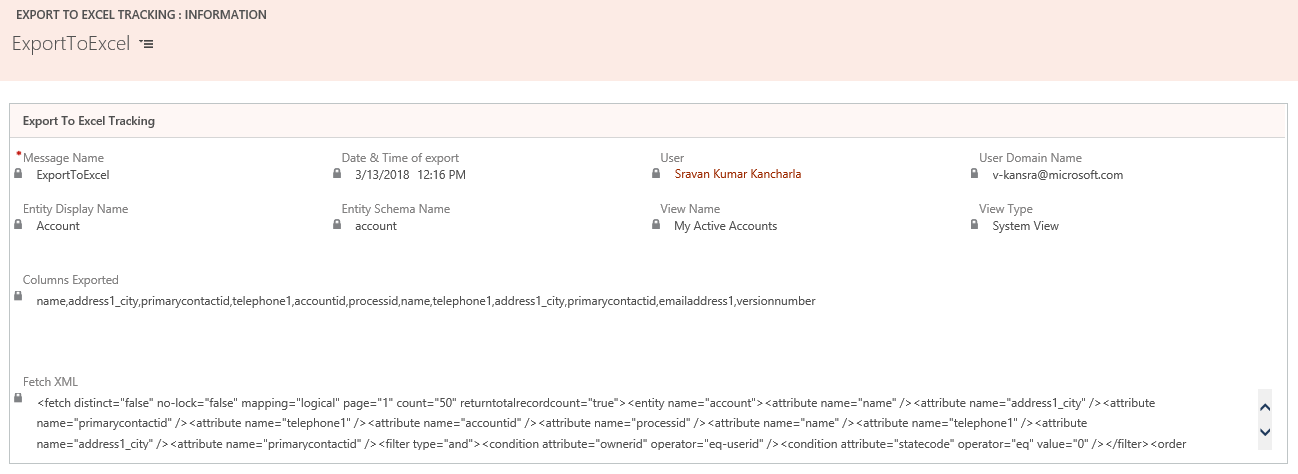 EXPORT TO EXCEL TRACKING : INFORMATION
ExportToExcel
Export To Excel Tracking
*Message Name Date & Time of export User User Domain Name
ExportToExcel 3/13/2018 12:16 PM Sravan Kumar Kancharla v-kansra@microsoft.com
Entity Display Name Entity Schema Name View Name View Type
Account account My Active Accounts System View
Columns Exported
name,address1_city,primarycontactid,telephone1,accountid,processid,name,telephone1,address1_city,primarycontactid,emailaddress1,versionnumber
Fetch XML
<fetch distinct="false" no-lock="false" mapping="logical" page="1" count="50" returntotalrecordcount="true"><entity name="account"><attribute name="name" /><attribute name="address1_city" /><attribute
name="primarycontactid" /><attribute name="telephone1" /><attribute name="accountid" /><attribute name="processid" /><attribute name="name" /><attribute name="telephone1" /><attribute
name="address1_city" /><attribute name="primarycontactid" /><filter type="and"><condition attribute="ownerid" operator="eq-userid" /><condition attribute="statecode" operator="eq" value="0" /></filter><order